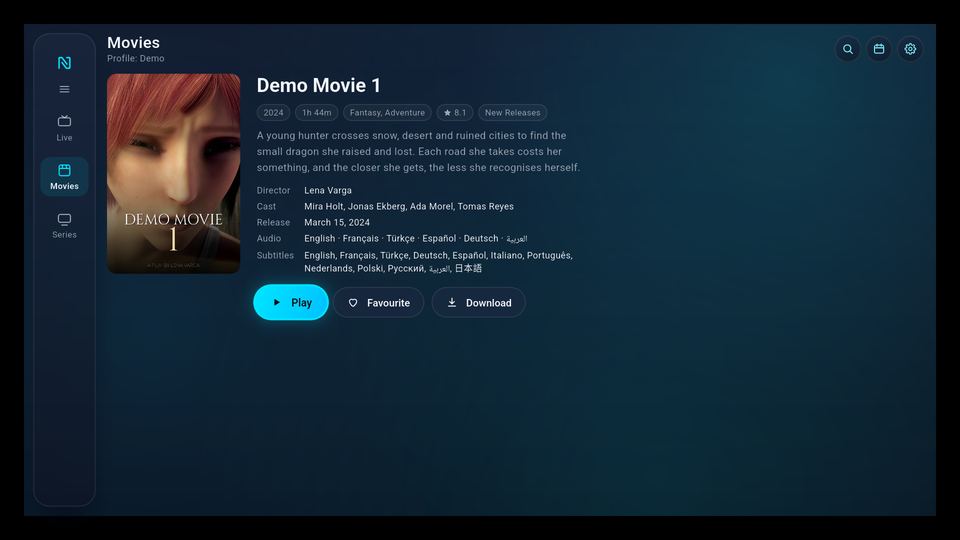 Movies
Profile: Demo
Live
Movies
Series
DEMO MOVIE
1
A FILM BY LENA VARGA
Demo Movie 1
2024
1h 44m
Fantasy, Adventure
★ 8.1
New Releases
A young hunter crosses snow, desert and ruined cities to find the
small dragon she raised and lost. Each road she takes costs her
something, and the closer she gets, the less she recognises herself.
Director Lena Varga
Cast Mira Holt, Jonas Ekberg, Ada Morel, Tomas Reyes
Release March 15, 2024
Audio English · Français · Türkçe · Español · Deutsch · العربية
Subtitles English, Français, Türkçe, Deutsch, Español, Italiano, Português,
Nederlands, Polski, Русский, العربية, 日本語
Play
Favourite
Download